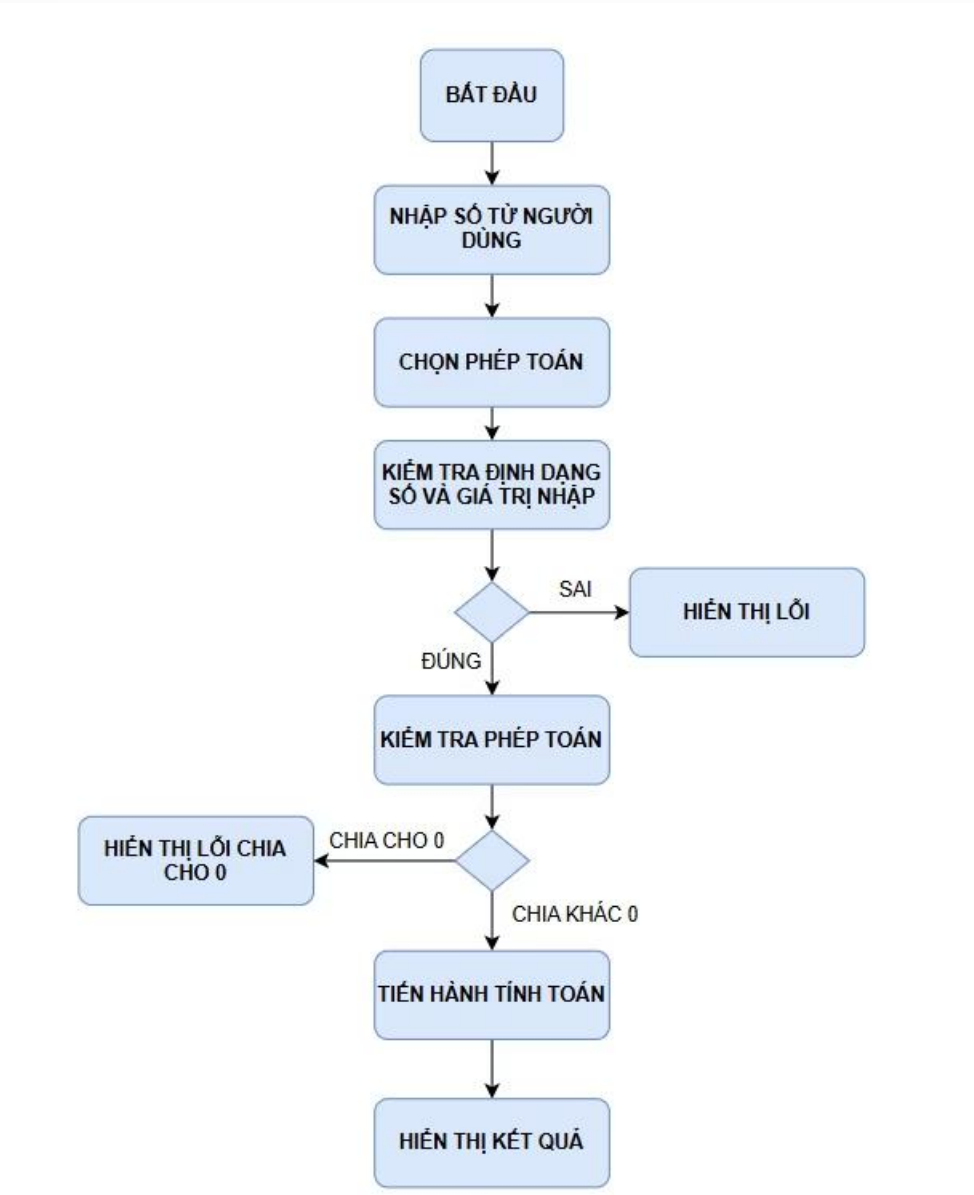 BẮT ĐẦU
NHẬP SỐ TỪ NGƯỜI
DÙNG
CHỌN PHÉP TOÁN
KIỂM TRA ĐỊNH DẠNG
SỐ VÀ GIÁ TRỊ NHẬP
SAI
HIỂN THỊ LỖI
ĐÚNG
KIỂM TRA PHÉP TOÁN
CHIA CHO 0
HIỂN THỊ LỖI CHIA
CHO 0
CHIA KHÁC 0
TIẾN HÀNH TÍNH TOÁN
HIỂN THỊ KẾT QUẢ